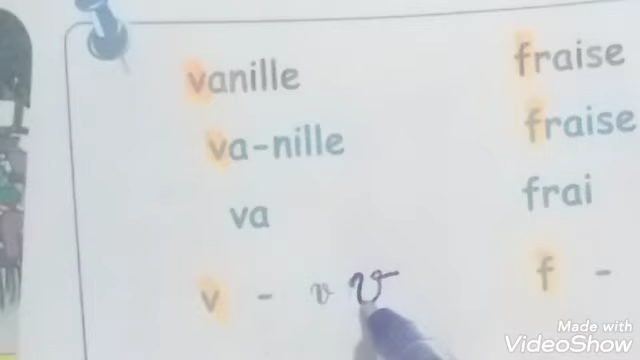 vanille fraise
va-nille fraise
va frai
v - v v f -
Made with
VideoShow